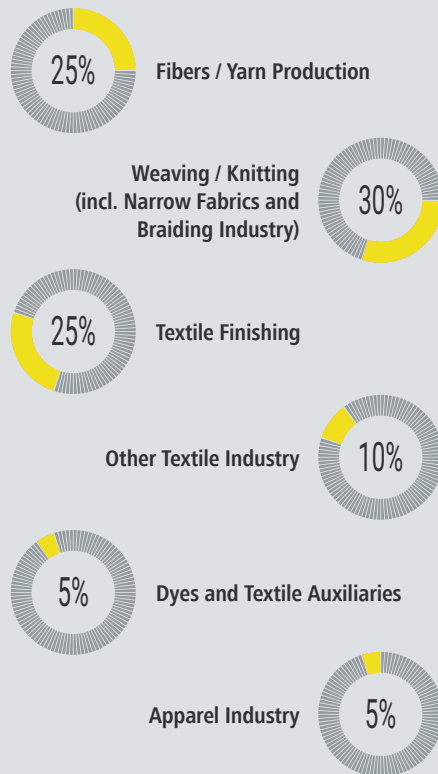 25%
Fibers / Yarn Production
Weaving / Knitting
(incl. Narrow Fabrics and
Braiding Industry)
30%
25%
Textile Finishing
Other Textile Industry
10%
5%
Dyes and Textile Auxiliaries
Apparel Industry
5%